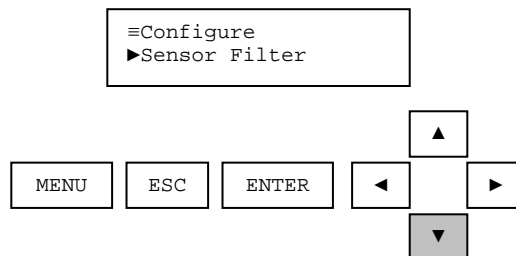 ≡Configure
►Sensor Filter
▲
MENU ESC ENTER ◄ ►
▼